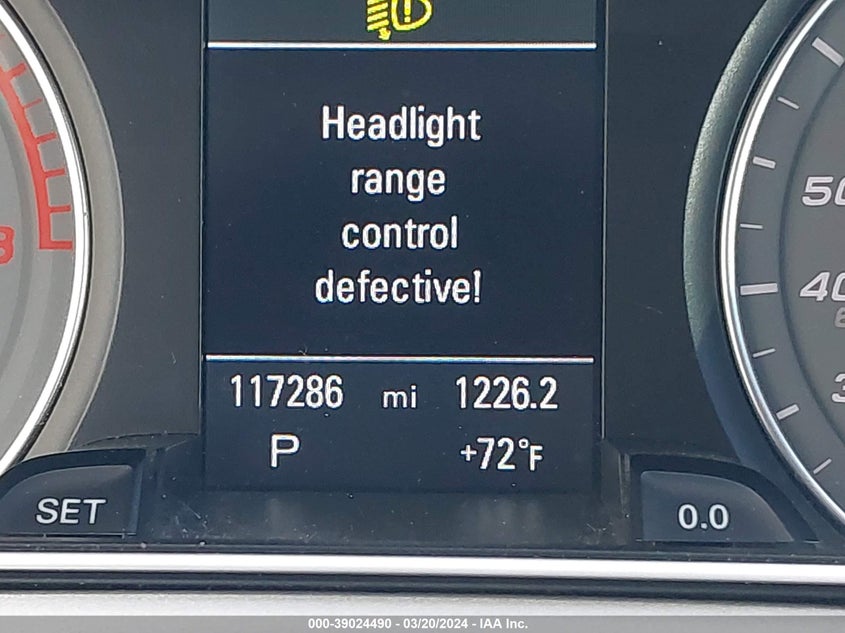 Headlight
range
control
defective!
117286 mi 1226.2
P +72°F
SET 0.0
40
000-39024490 - 03/20/2024 - IAA Inc.